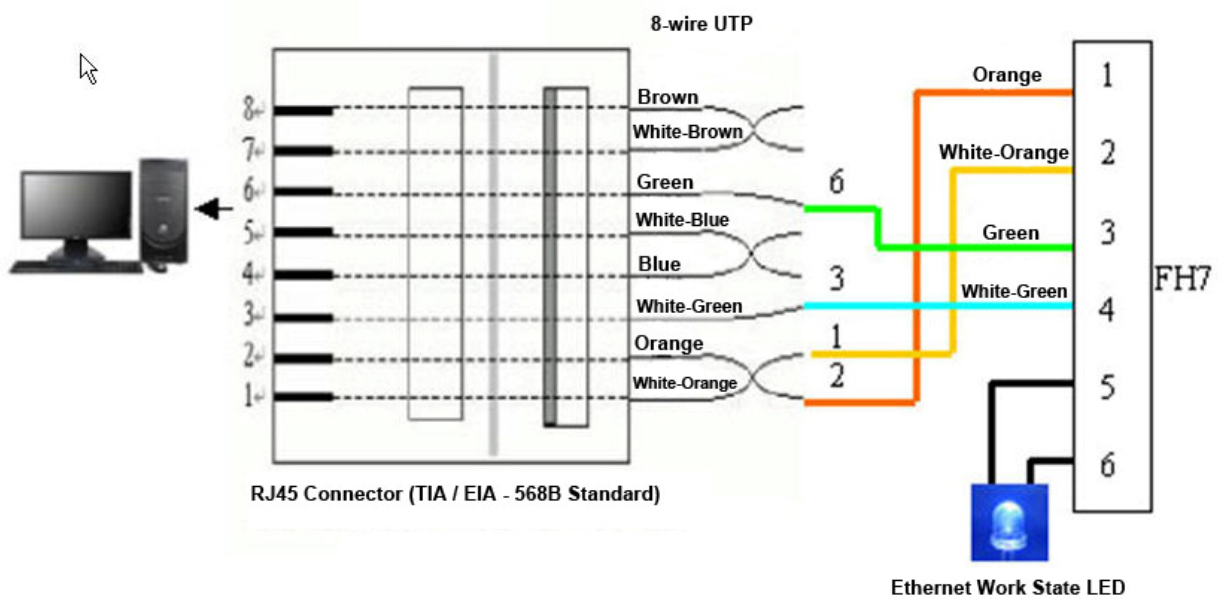 8-wire UTP
Orange
1
White-Orange
2
Green
3
White-Green
4
5
6
FH7
8
Brown
7
White-Brown
6
Green
6
5
White-Blue
4
Blue
3
3
White-Green
2
Orange
1
1
White-Orange
2
RJ45 Connector (TIA / EIA - 568B Standard)
Ethernet Work State LED